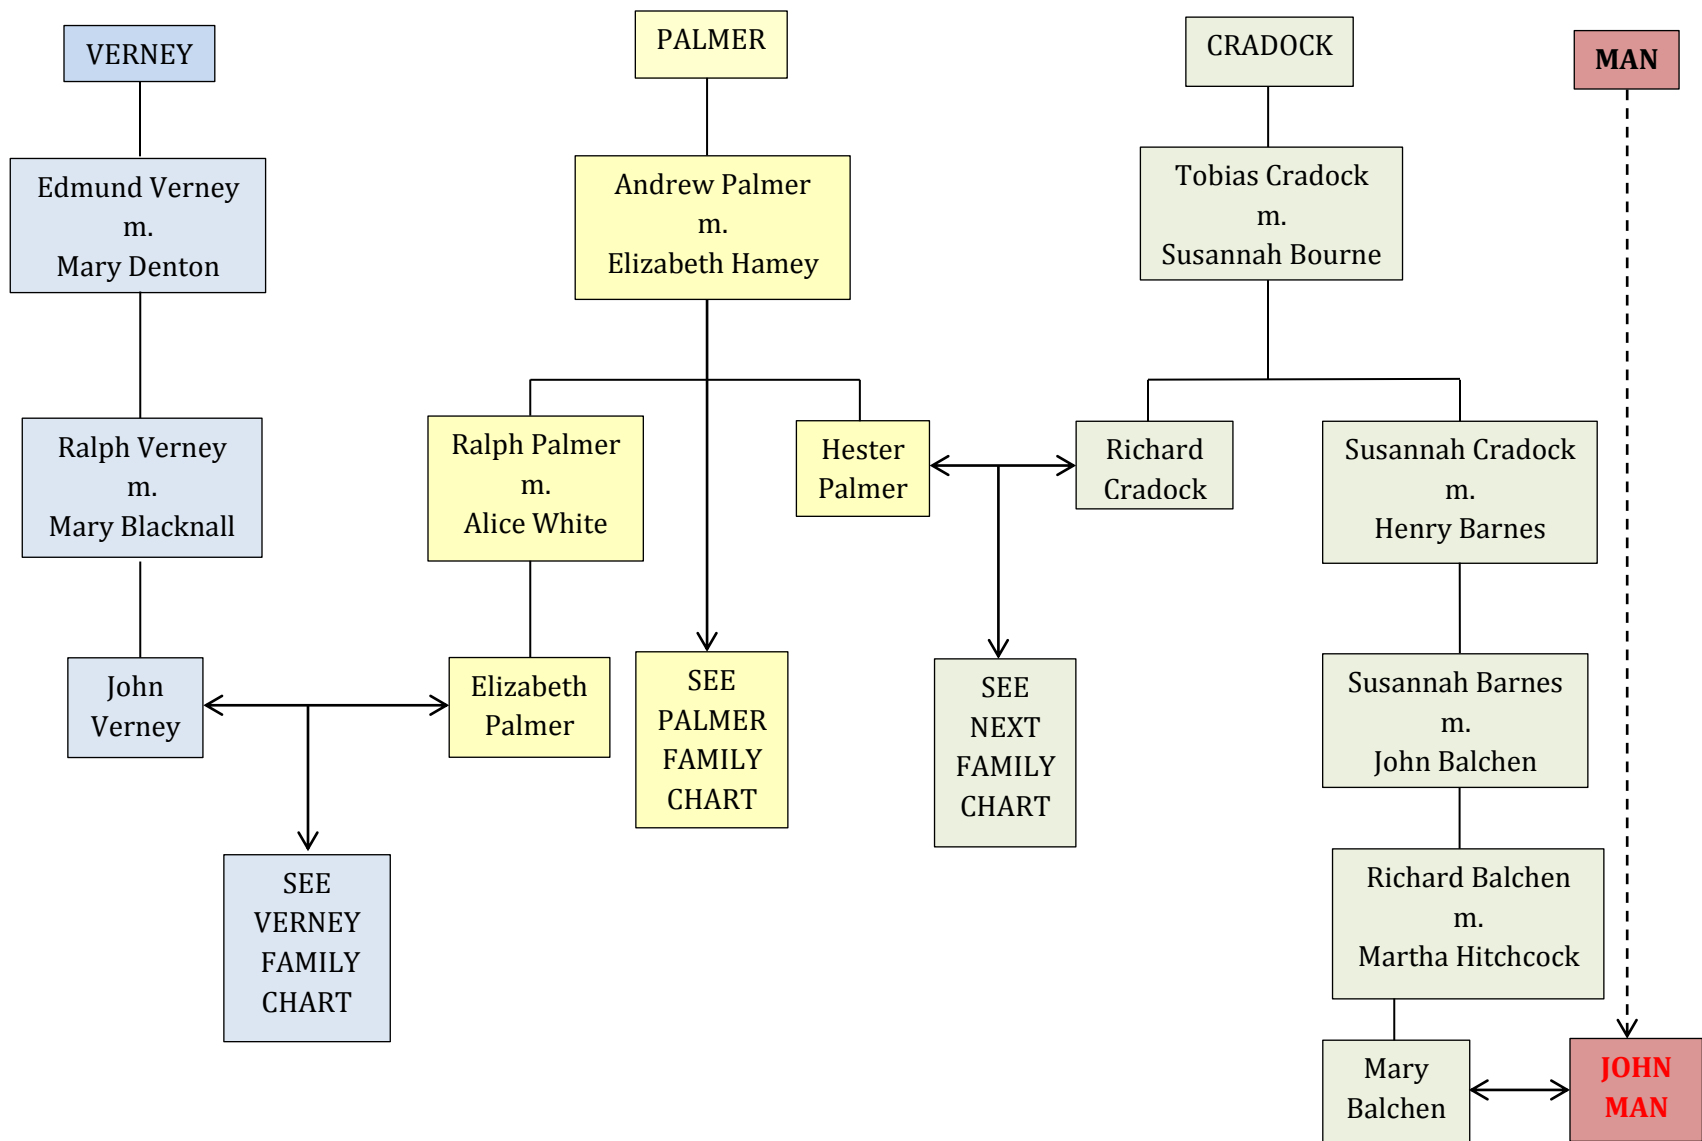 VERNEY
PALMER
CRADOCK
MAN
Edmund Verney
m.
Mary Denton
Andrew Palmer
m.
Elizabeth Hamey
Tobias Cradock
m.
Susannah Bourne
Ralph Verney
m.
Mary Blacknall
Ralph Palmer
m.
Alice White
Hester
Palmer
Richard
Cradock
Susannah Cradock
m.
Henry Barnes
John
Verney
Elizabeth
Palmer
SEE
PALMER
FAMILY
CHART
SEE
NEXT
FAMILY
CHART
Susannah Barnes
m.
John Balchen
SEE
VERNEY
FAMILY
CHART
Richard Balchen
m.
Martha Hitchcock
Mary
Balchen
JOHN
MAN